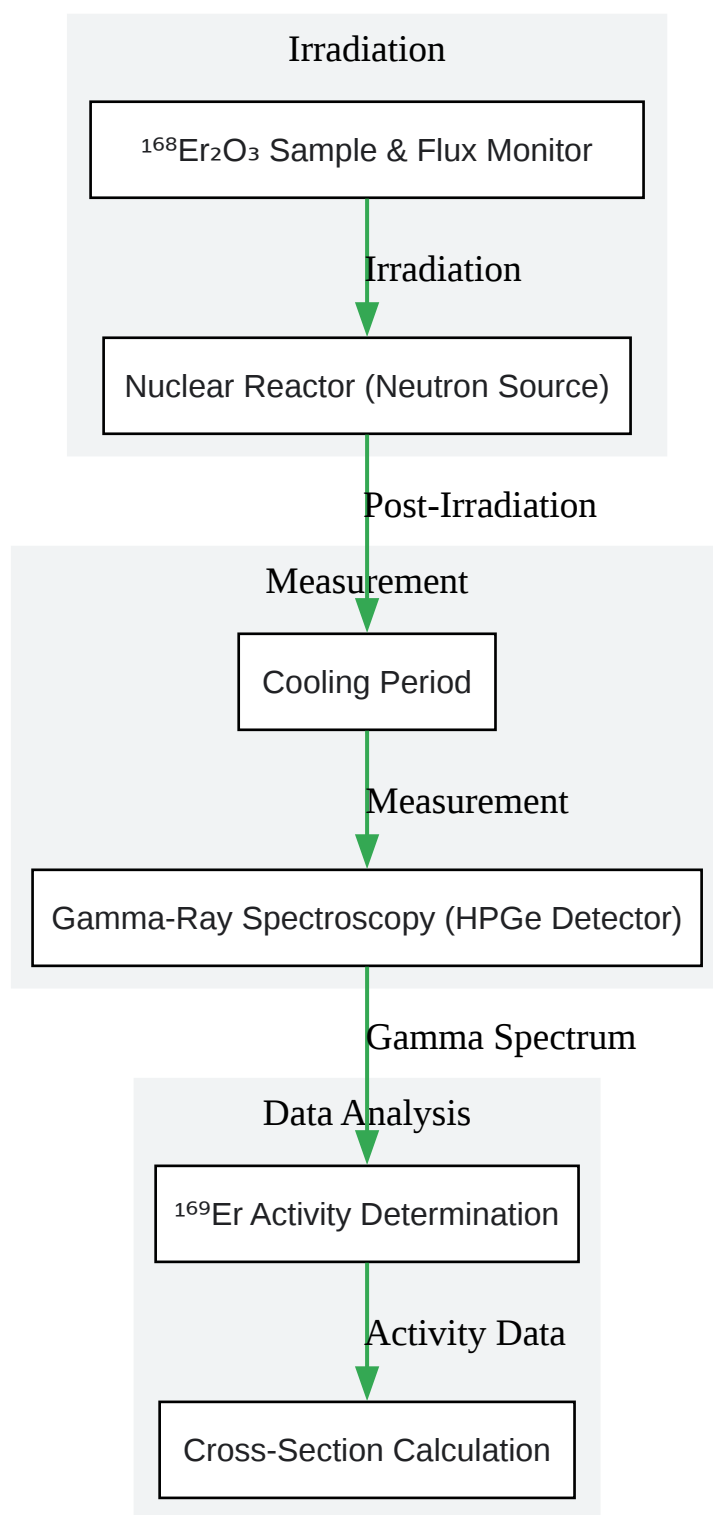 Irradiation
¹⁶⁸Er₂O₃ Sample & Flux Monitor
Irradiation
Nuclear Reactor (Neutron Source)
Post-Irradiation
Measurement
Cooling Period
Measurement
Gamma-Ray Spectroscopy (HPGe Detector)
Gamma Spectrum
Data Analysis
¹⁶⁹Er Activity Determination
Activity Data
Cross-Section Calculation